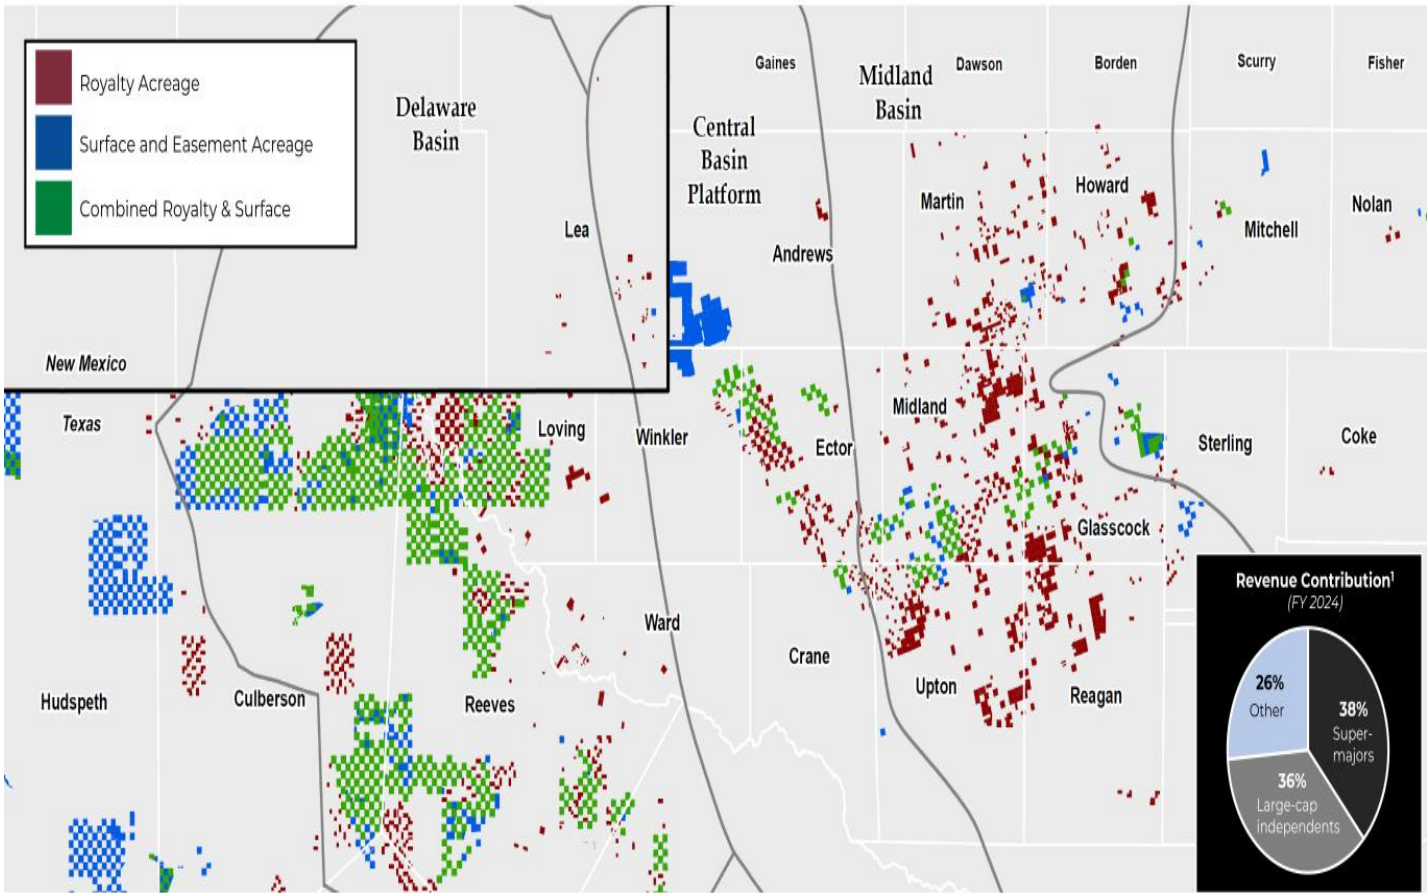 Royalty Acreage
Surface and Easement Acreage
Combined Royalty & Surface
Delaware
Basin
Lea
New Mexico
Texas
Central
Basin
Platform
Midland
Basin
Gaines
Dawson
Borden
Scurry
Fisher
Andrews
Martin
Howard
Mitchell
Nolan
Loving
Winkler
Ector
Midland
Glasscock
Sterling
Coke
Hudspeth
Culberson
Reeves
Ward
Crane
Upton
Reagan
Revenue Contribution¹
(FY 2024)
26%
Other
38%
Super-
majors
36%
Large-cap
independents